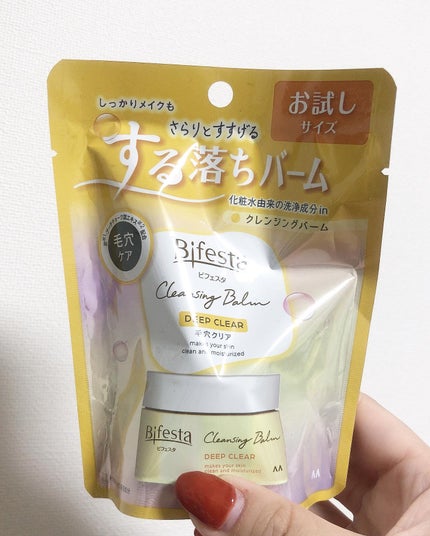 しっかりメイクも
お試し
サイズ
さらりとすすげる
する落ちバーム
化粧水由来の洗浄成分in
クレンジングバーム
毛穴
ケア
Bifesta
ビフェスタ
Cleansing Balm
DEEP CLEAR
毛穴クリア
makes your skin
clean and moisturized
Bifesta
ビフェスタ
Cleansing Balm
DEEP CLEAR
makes your skin
clean and moisturized